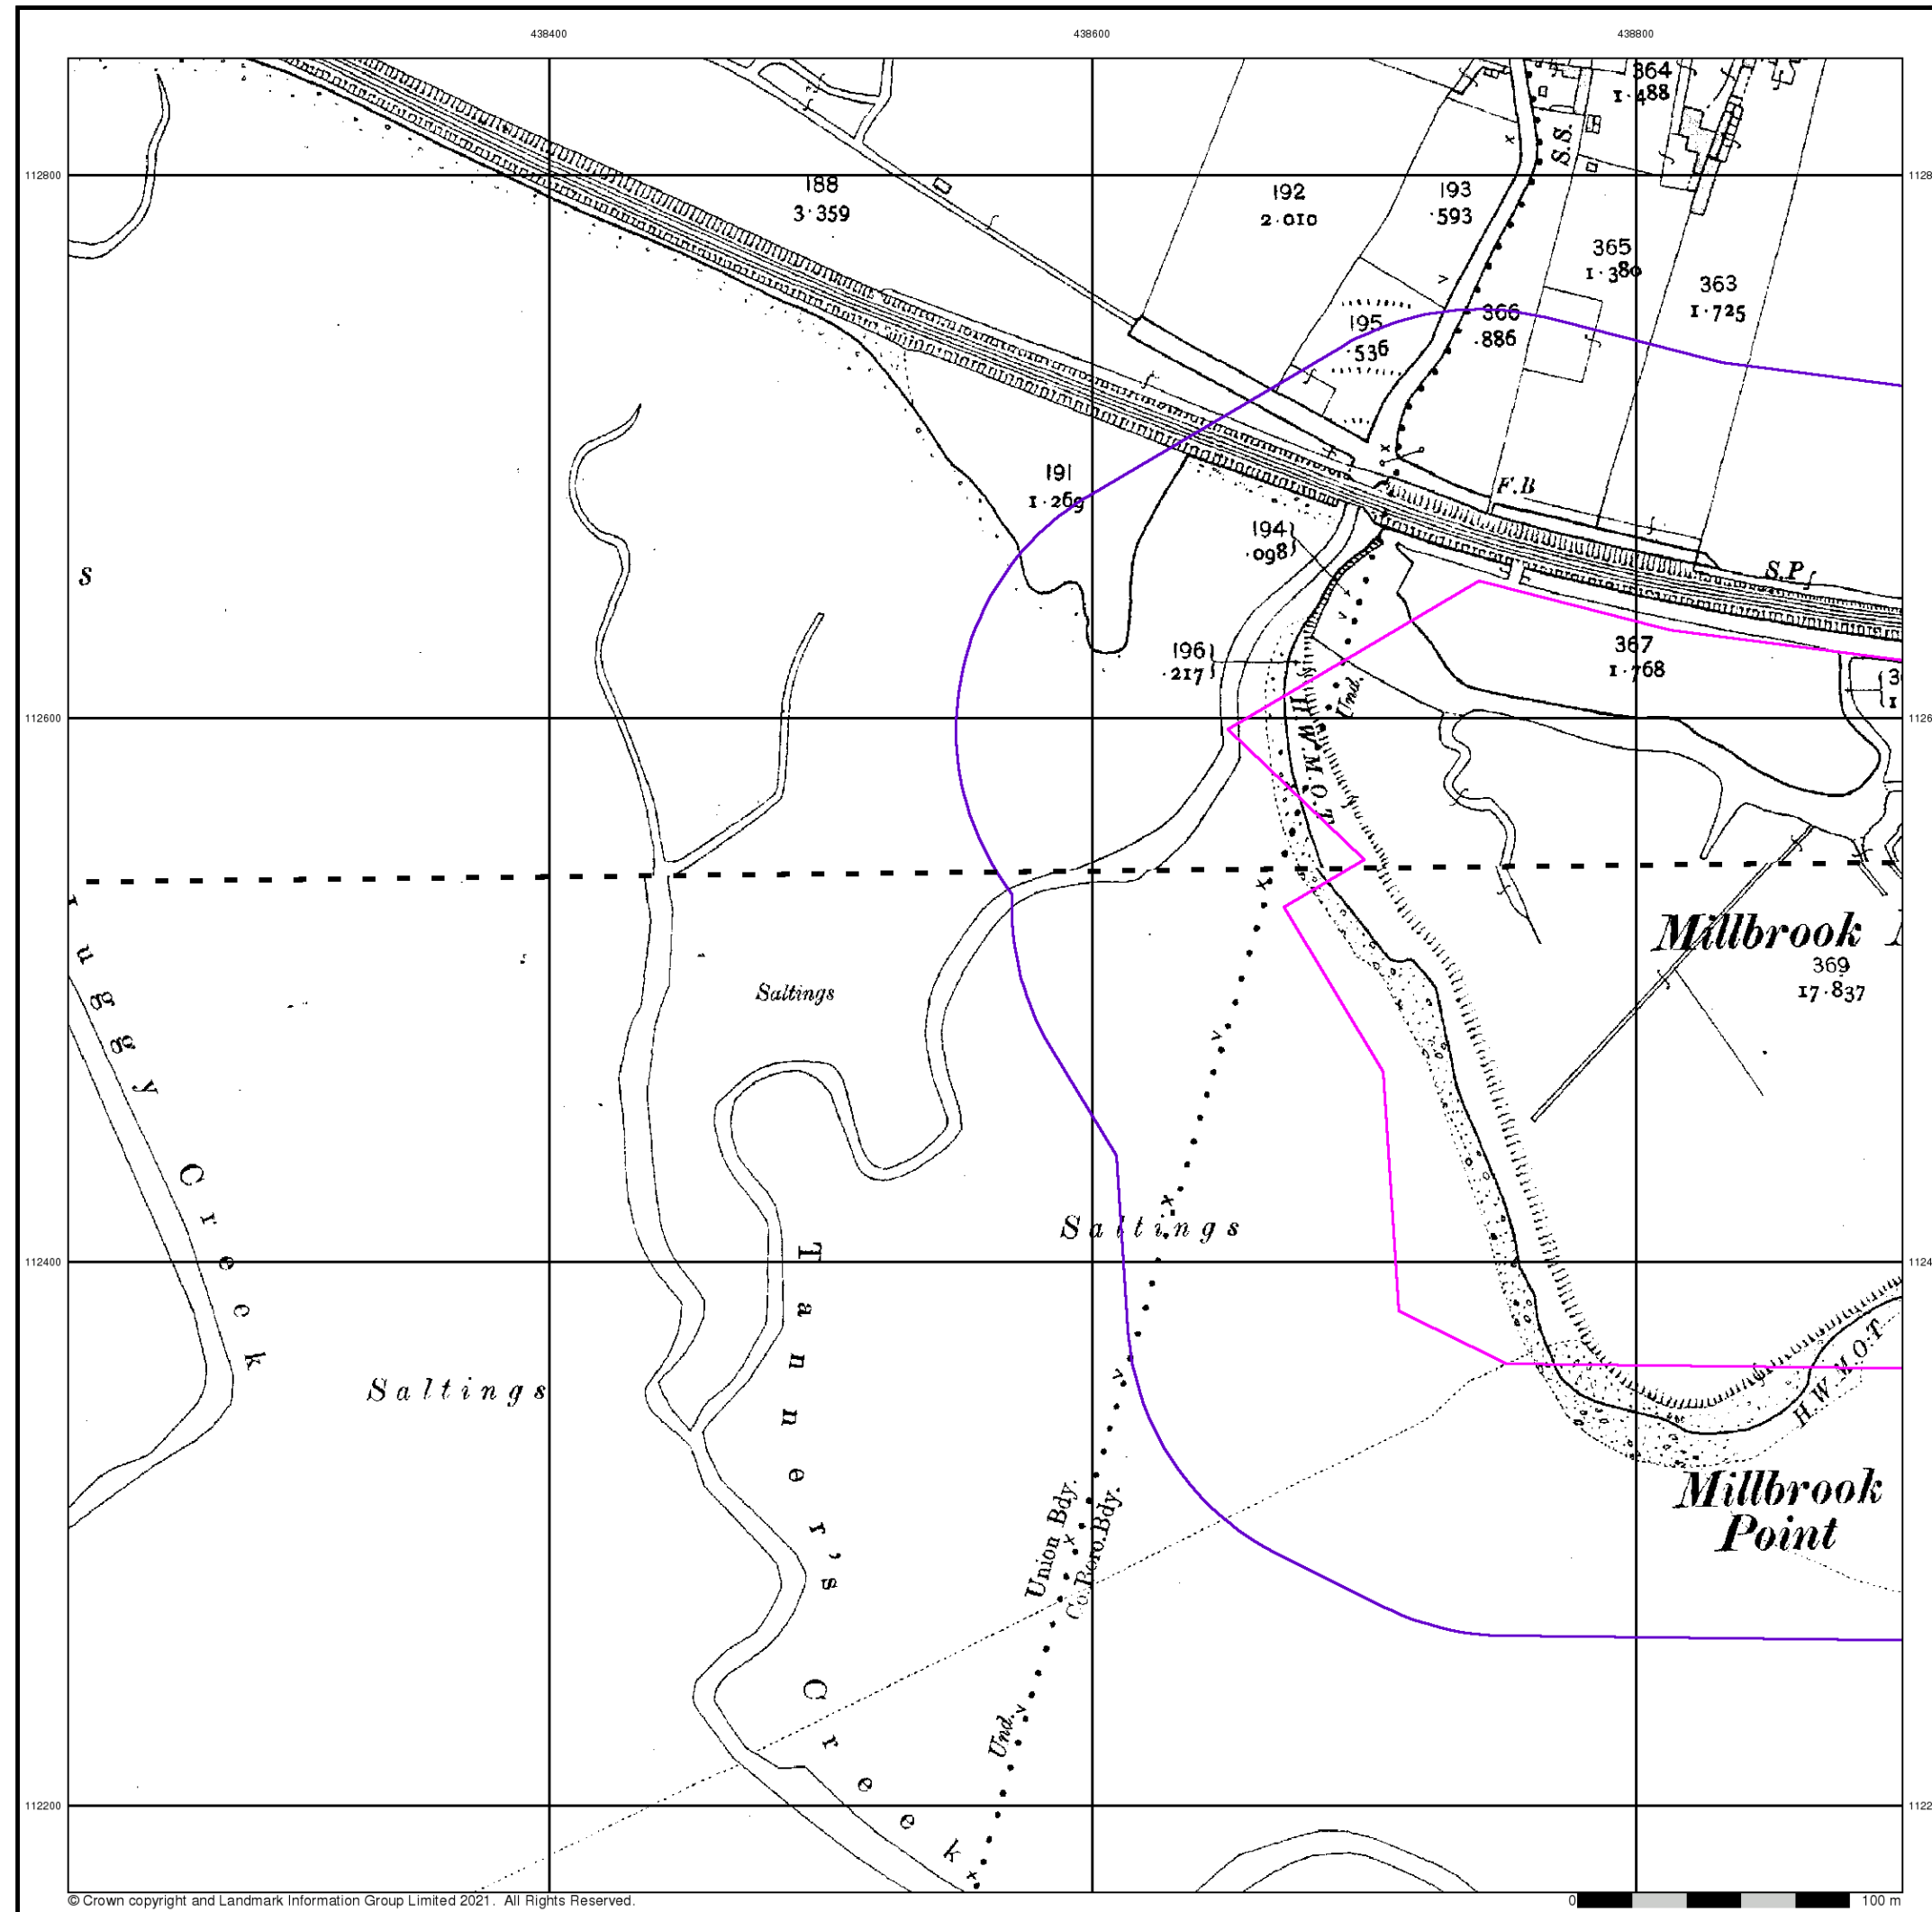 438400
438600
438800
364
1·488
S.S.
112800
188
3·359
192
2·010
193
·593
365
1·380
363
1·725
195
·536
366
·886
191
1·269
F.B
194
·098
S.P.
S
196
·217
367
1·768
Und.
H.W.M.O.T.
112600
Millbrook
369
17·837
Saltings
uggy Creek
Saltings
112400
Tanner's Creek
Saltings
H.W.M.O.T
Millbrook
Point
Union Bdy.
Co. Boro. Bdy.
Und.
112200
© Crown copyright and Landmark Information Group Limited 2021. All Rights Reserved.
0
100 m